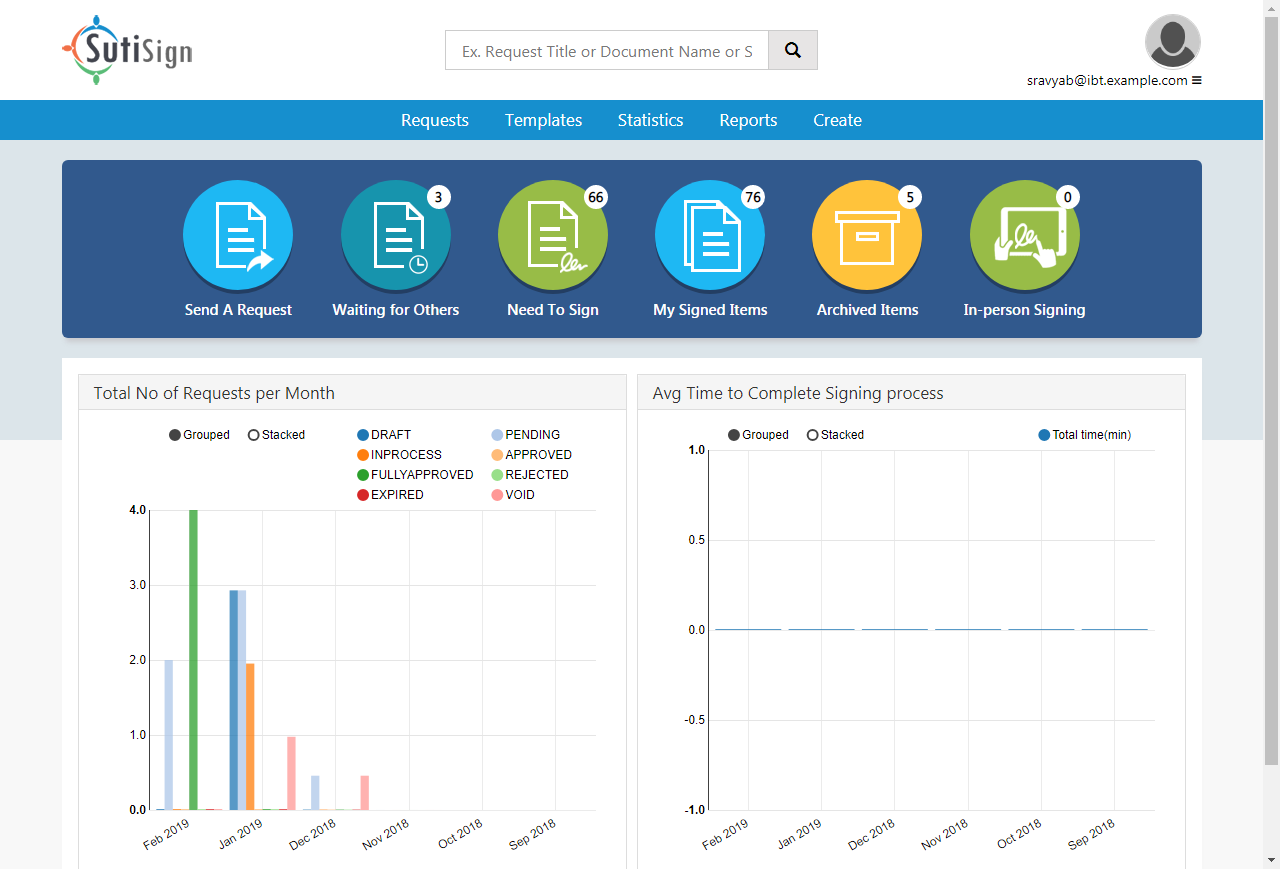 SutiSign
Ex. Request Title or Document Name or S
sravyab@ibt.example.com
Requests Templates Statistics Reports Create
3 66 76 5 0
Send A Request Waiting for Others Need To Sign My Signed Items Archived Items In-person Signing
Total No of Requests per Month
Grouped Stacked DRAFT PENDING
INPROCESS APPROVED
FULLYAPPROVED REJECTED
EXPIRED VOID
4.0
3.0
2.0
1.0
0.0
Feb 2019 Jan 2019 Dec 2018 Nov 2018 Oct 2018 Sep 2018
Avg Time to Complete Signing process
Grouped Stacked Total time(min)
1.0
0.5
0.0
-0.5
-1.0
Feb 2019 Jan 2019 Dec 2018 Nov 2018 Oct 2018 Sep 2018